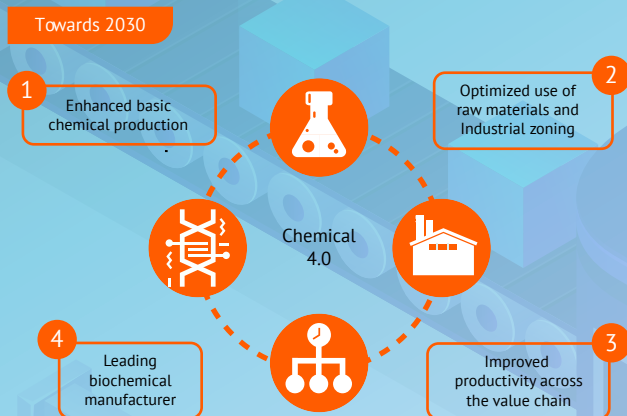 Towards 2030
1
Enhanced basic
chemical production
.
2
Optimized use of
raw materials and
Industrial zoning
Chemical
4.0
4
Leading
biochemical
manufacturer
3
Improved
productivity across
the value chain